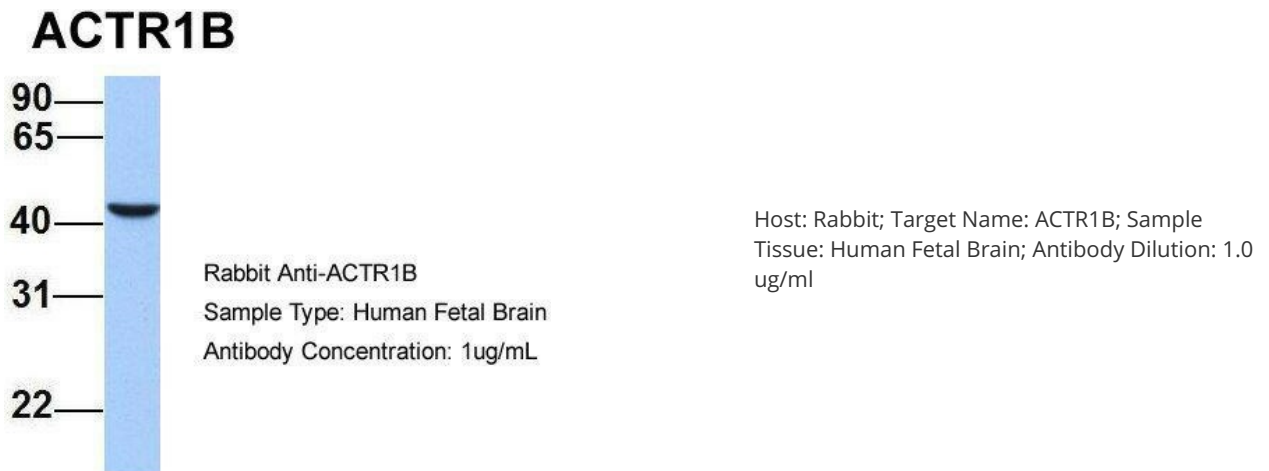 ACTR1B
90
65
40
31
22
Rabbit Anti-ACTR1B
Sample Type: Human Fetal Brain
Antibody Concentration: 1ug/mL
Host: Rabbit; Target Name: ACTR1B; Sample
Tissue: Human Fetal Brain; Antibody Dilution: 1.0
ug/ml